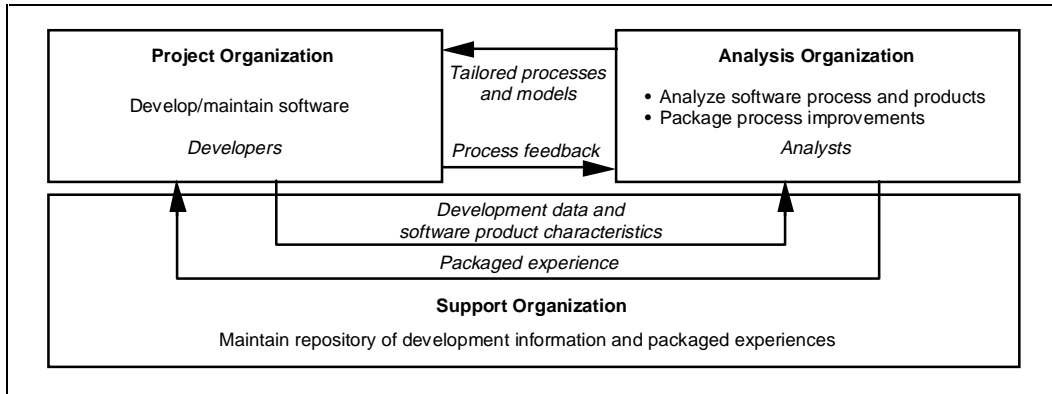 Project Organization
Develop/maintain software
Developers
Tailored processes
and models
Process feedback
Analysis Organization
• Analyze software process and products
• Package process improvements
Analysts
Development data and
software product characteristics
Packaged experience
Support Organization
Maintain repository of development information and packaged experiences